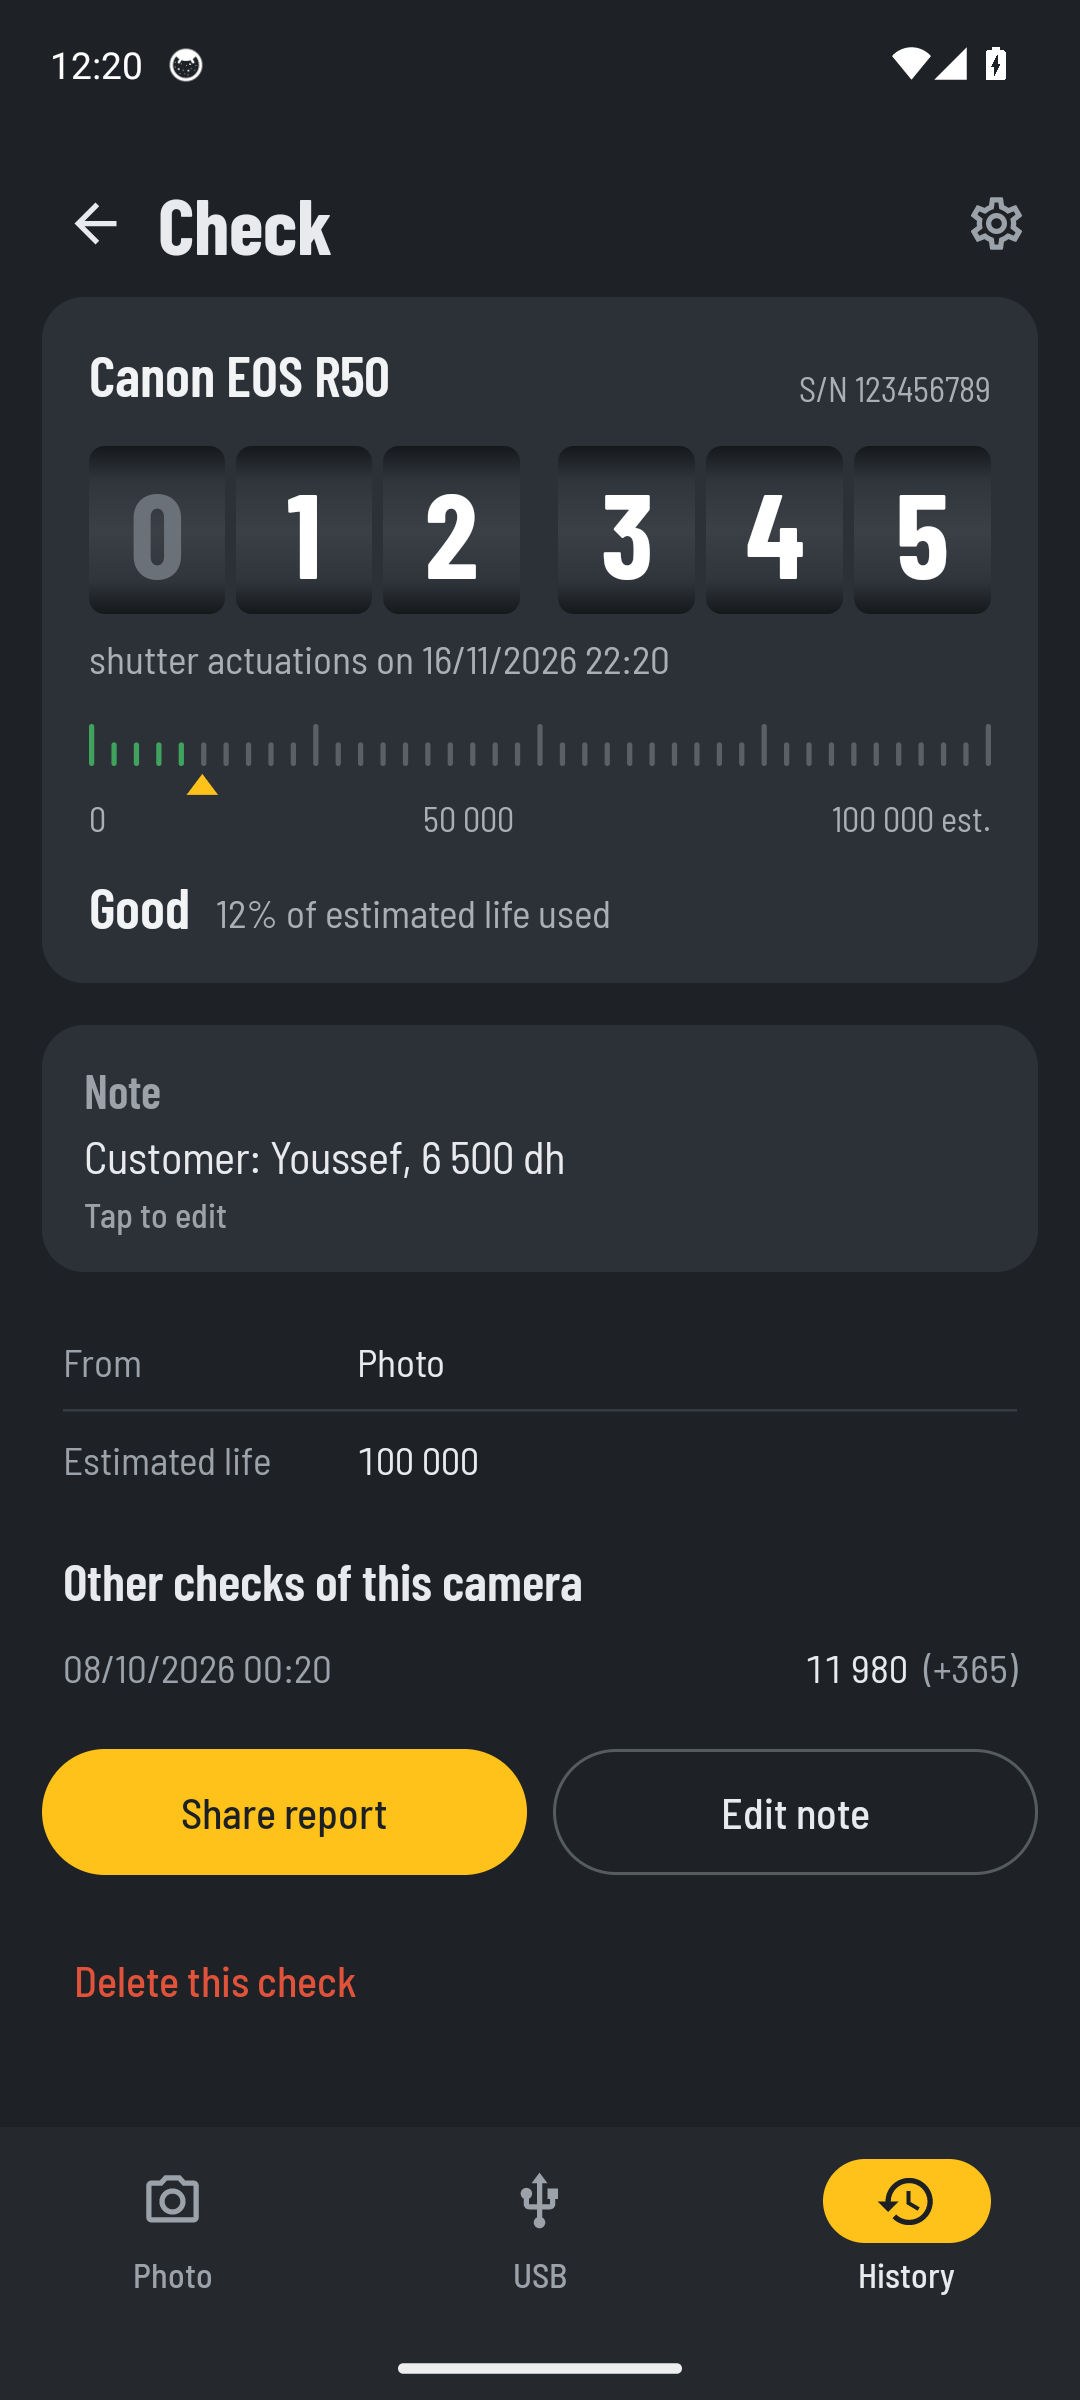 12:20
Check
Canon EOS R50
S/N 123456789
0 1 2 3 4 5
shutter actuations on 16/11/2026 22:20
0 50 000 100 000 est.
Good 12% of estimated life used
Note
Customer: Youssef, 6 500 dh
Tap to edit
From Photo
Estimated life 100 000
Other checks of this camera
08/10/2026 00:20 11 980 (+365)
Share report Edit note
Delete this check
Photo USB History